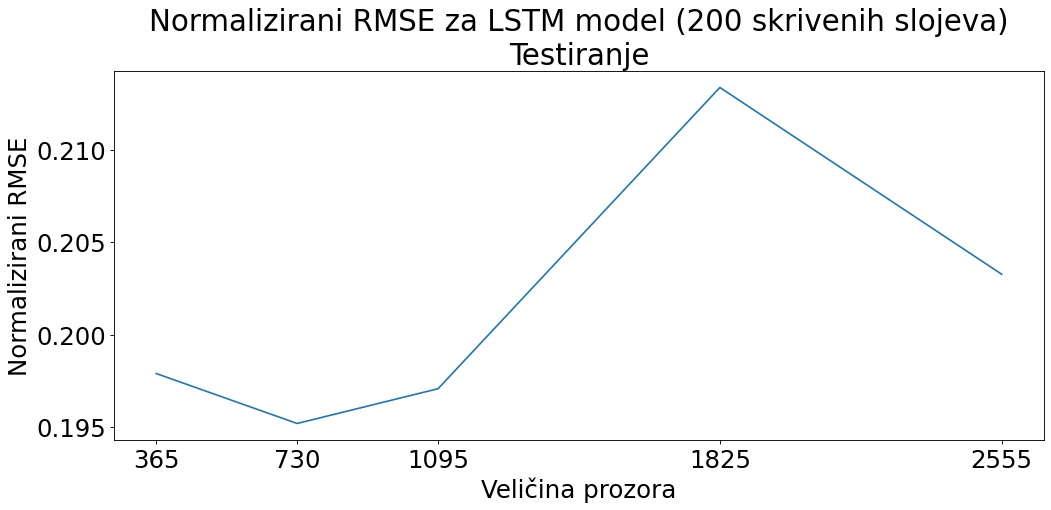 Normalizirani RMSE za LSTM model (200 skrivenih slojeva)
Testiranje
Normalizirani RMSE
0.210
0.205
0.200
0.195
365 730 1095 1825 2555
Veličina prozora